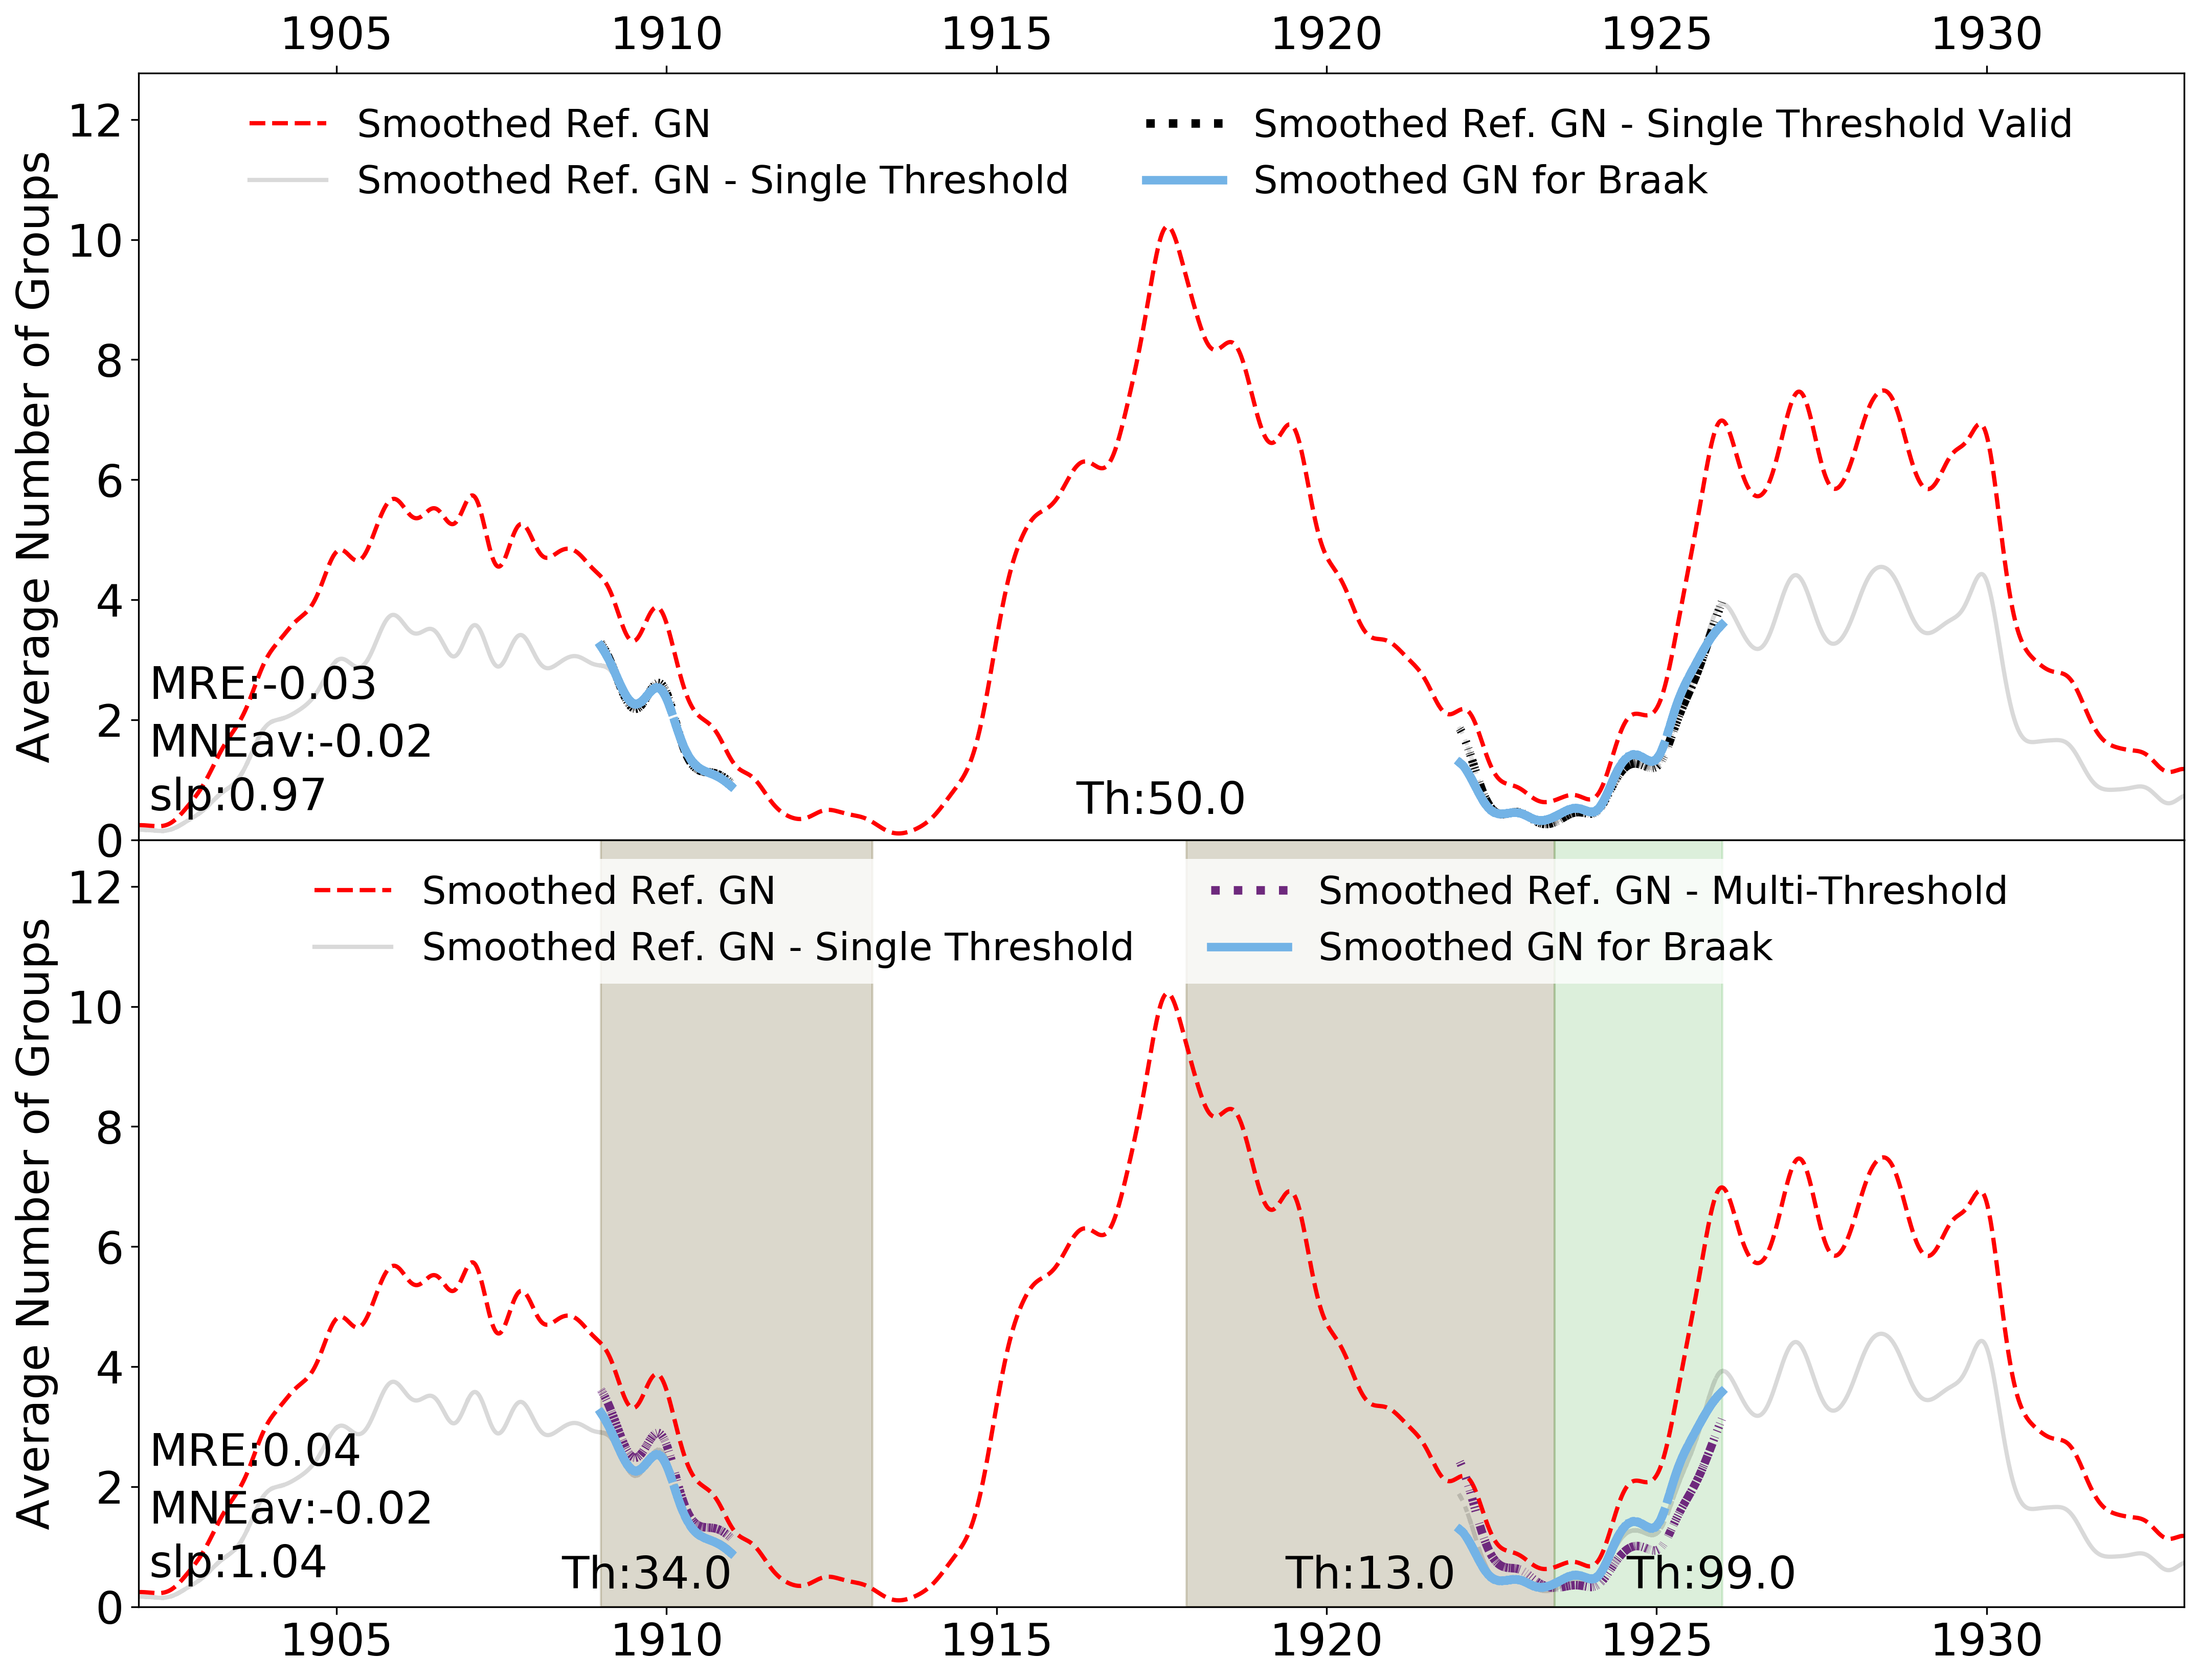 1905 1910 1915 1920 1925 1930
12
10
8
6
4
2
0
Average Number of Groups
Smoothed Ref. GN
Smoothed Ref. GN - Single Threshold
Smoothed Ref. GN - Single Threshold Valid
Smoothed GN for Braak
MRE:-0.03
MNEav:-0.02
slp:0.97
Th:50.0
12
10
8
6
4
2
0
Average Number of Groups
Smoothed Ref. GN
Smoothed Ref. GN - Single Threshold
Smoothed Ref. GN - Multi-Threshold
Smoothed GN for Braak
MRE:0.04
MNEav:-0.02
slp:1.04
Th:34.0
Th:13.0
Th:99.0
1905 1910 1915 1920 1925 1930